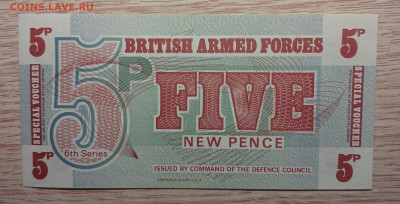 COINS.LAVE.RU
5P BRITISH ARMED FORCES 5P
SPECIAL VOUCHER
5P
FIVE
6th Series
NEW PENCE
SPECIAL VOUCHER
5P ISSUED BY COMMAND OF THE DEFENCE COUNCIL 5P